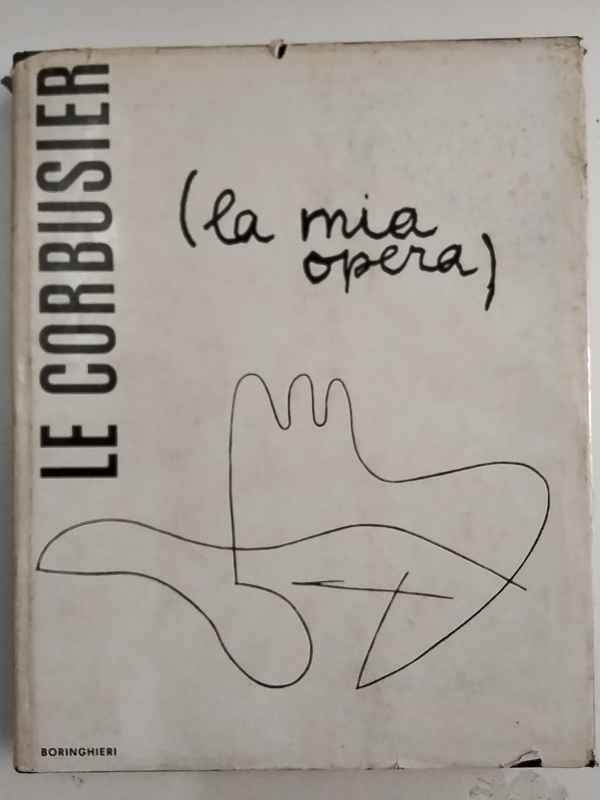 LE CORBUSIER
(la mia
opera)
BORINGHIERI